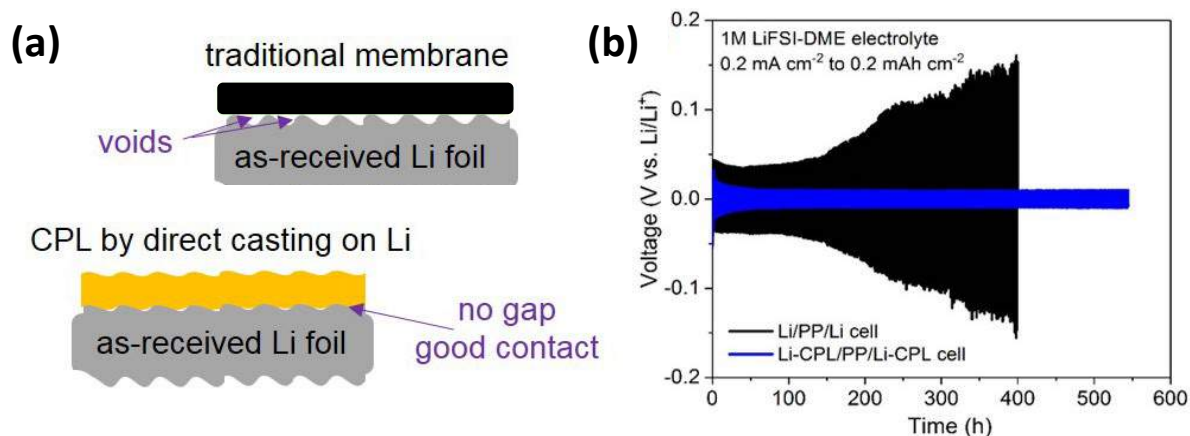 (a)
traditional membrane
voids
as-received Li foil
CPL by direct casting on Li
no gap
good contact
as-received Li foil
(b)
1M LiFSI-DME electrolyte
0.2 mA cm⁻² to 0.2 mAh cm⁻²
Voltage (V vs. Li/Li⁺)
0.2
0.1
0.0
-0.1
-0.2
Li/PP/Li cell
Li-CPL/PP/Li-CPL cell
0 100 200 300 400 500 600
Time (h)